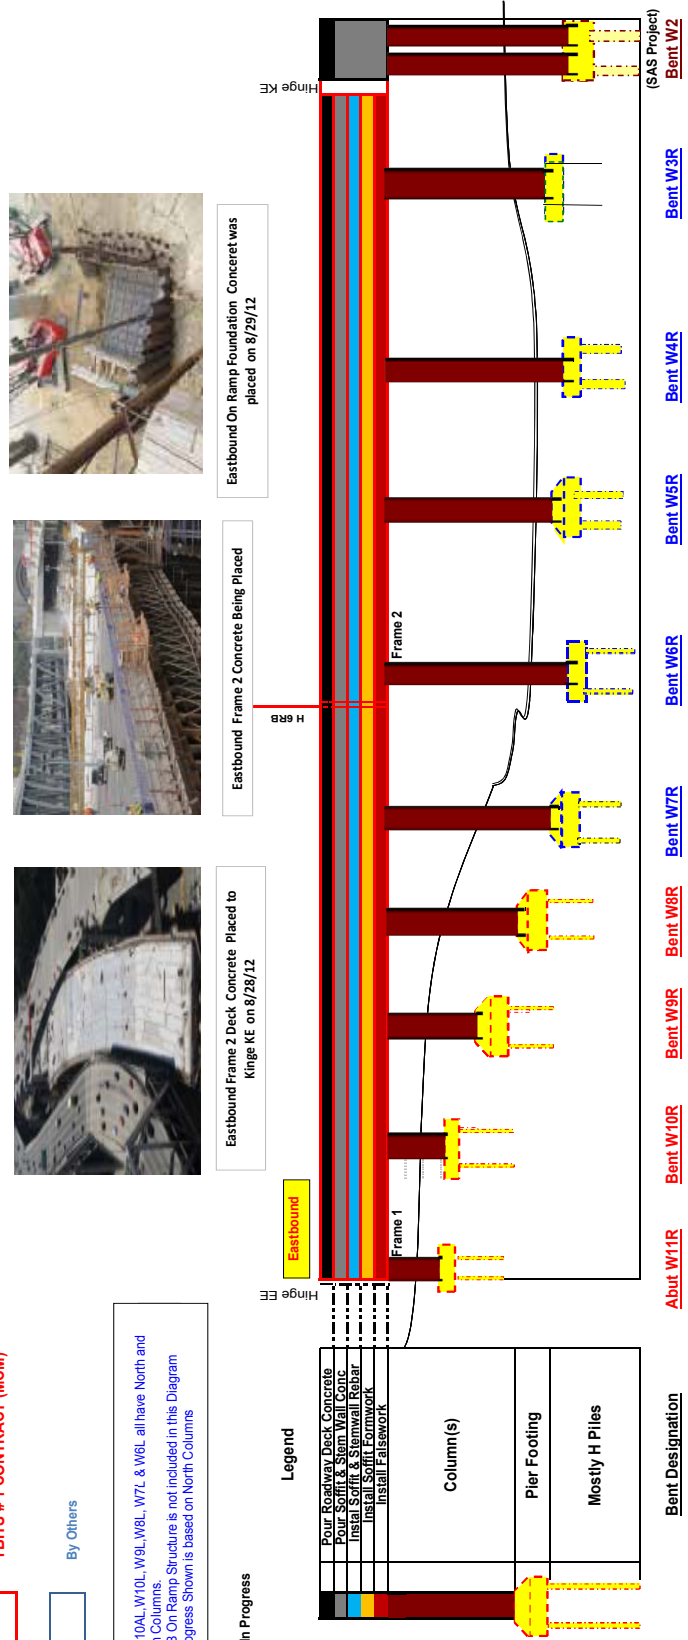 # 1 CONTRACT (MCM)
By Others
10AL, W10L, W9L,W8L, W7L & W6L all have North and
Columns.
On Ramp Structure is not included in this Diagram
ogress Shown is based on North Columns
In Progress
Eastbound Frame 2 Deck Concrete Placed to
Kinge KE on 8/28/12
Eastbound Frame 2 Concrete Being Placed
Eastbound On Ramp Foundation Conceret was
placed on 8/29/12
Legend
Hinge EE
Eastbound
H 6RB
Hinge KE
Pour Roadway Deck Concrete
Pour Soffit & Stem Wall Conc
Instal Soffit & Stemwall Rebar
Install Soffit Formwork
Install Falsework
Frame 1
Frame 2
Column(s)
Pier Footing
Mostly H Piles
(SAS Project)
Bent Designation
Abut W11R
Bent W10R
Bent W9R
Bent W8R
Bent W7R
Bent W6R
Bent W5R
Bent W4R
Bent W3R
Bent W2